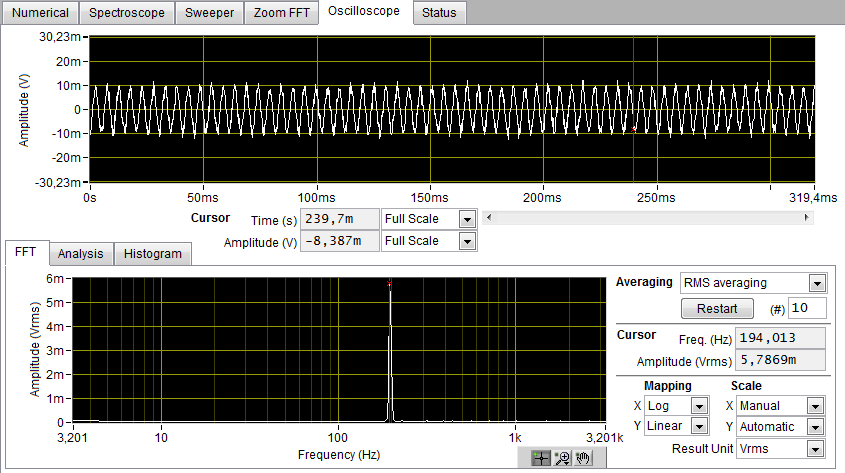 Numerical Spectroscope Sweeper Zoom FFT Oscilloscope Status
Amplitude (V)
30,23m
20m
10m
0
-10m
-20m
-30,23m
0s 50ms 100ms 150ms 200ms 250ms 319,4ms
Cursor Time (s) 239,7m Full Scale
Amplitude (V) -8,387m Full Scale
FFT Analysis Histogram
Amplitude (Vrms)
6m
5m
4m
3m
2m
1m
0
3,201 10 100 1k 3,201k
Frequency (Hz)
Averaging RMS averaging
Restart (#) 10
Cursor Freq. (Hz) 194,013
Amplitude (Vrms) 5,7869m
Mapping Scale
X Log X Manual
Y Linear Y Automatic
Result Unit Vrms